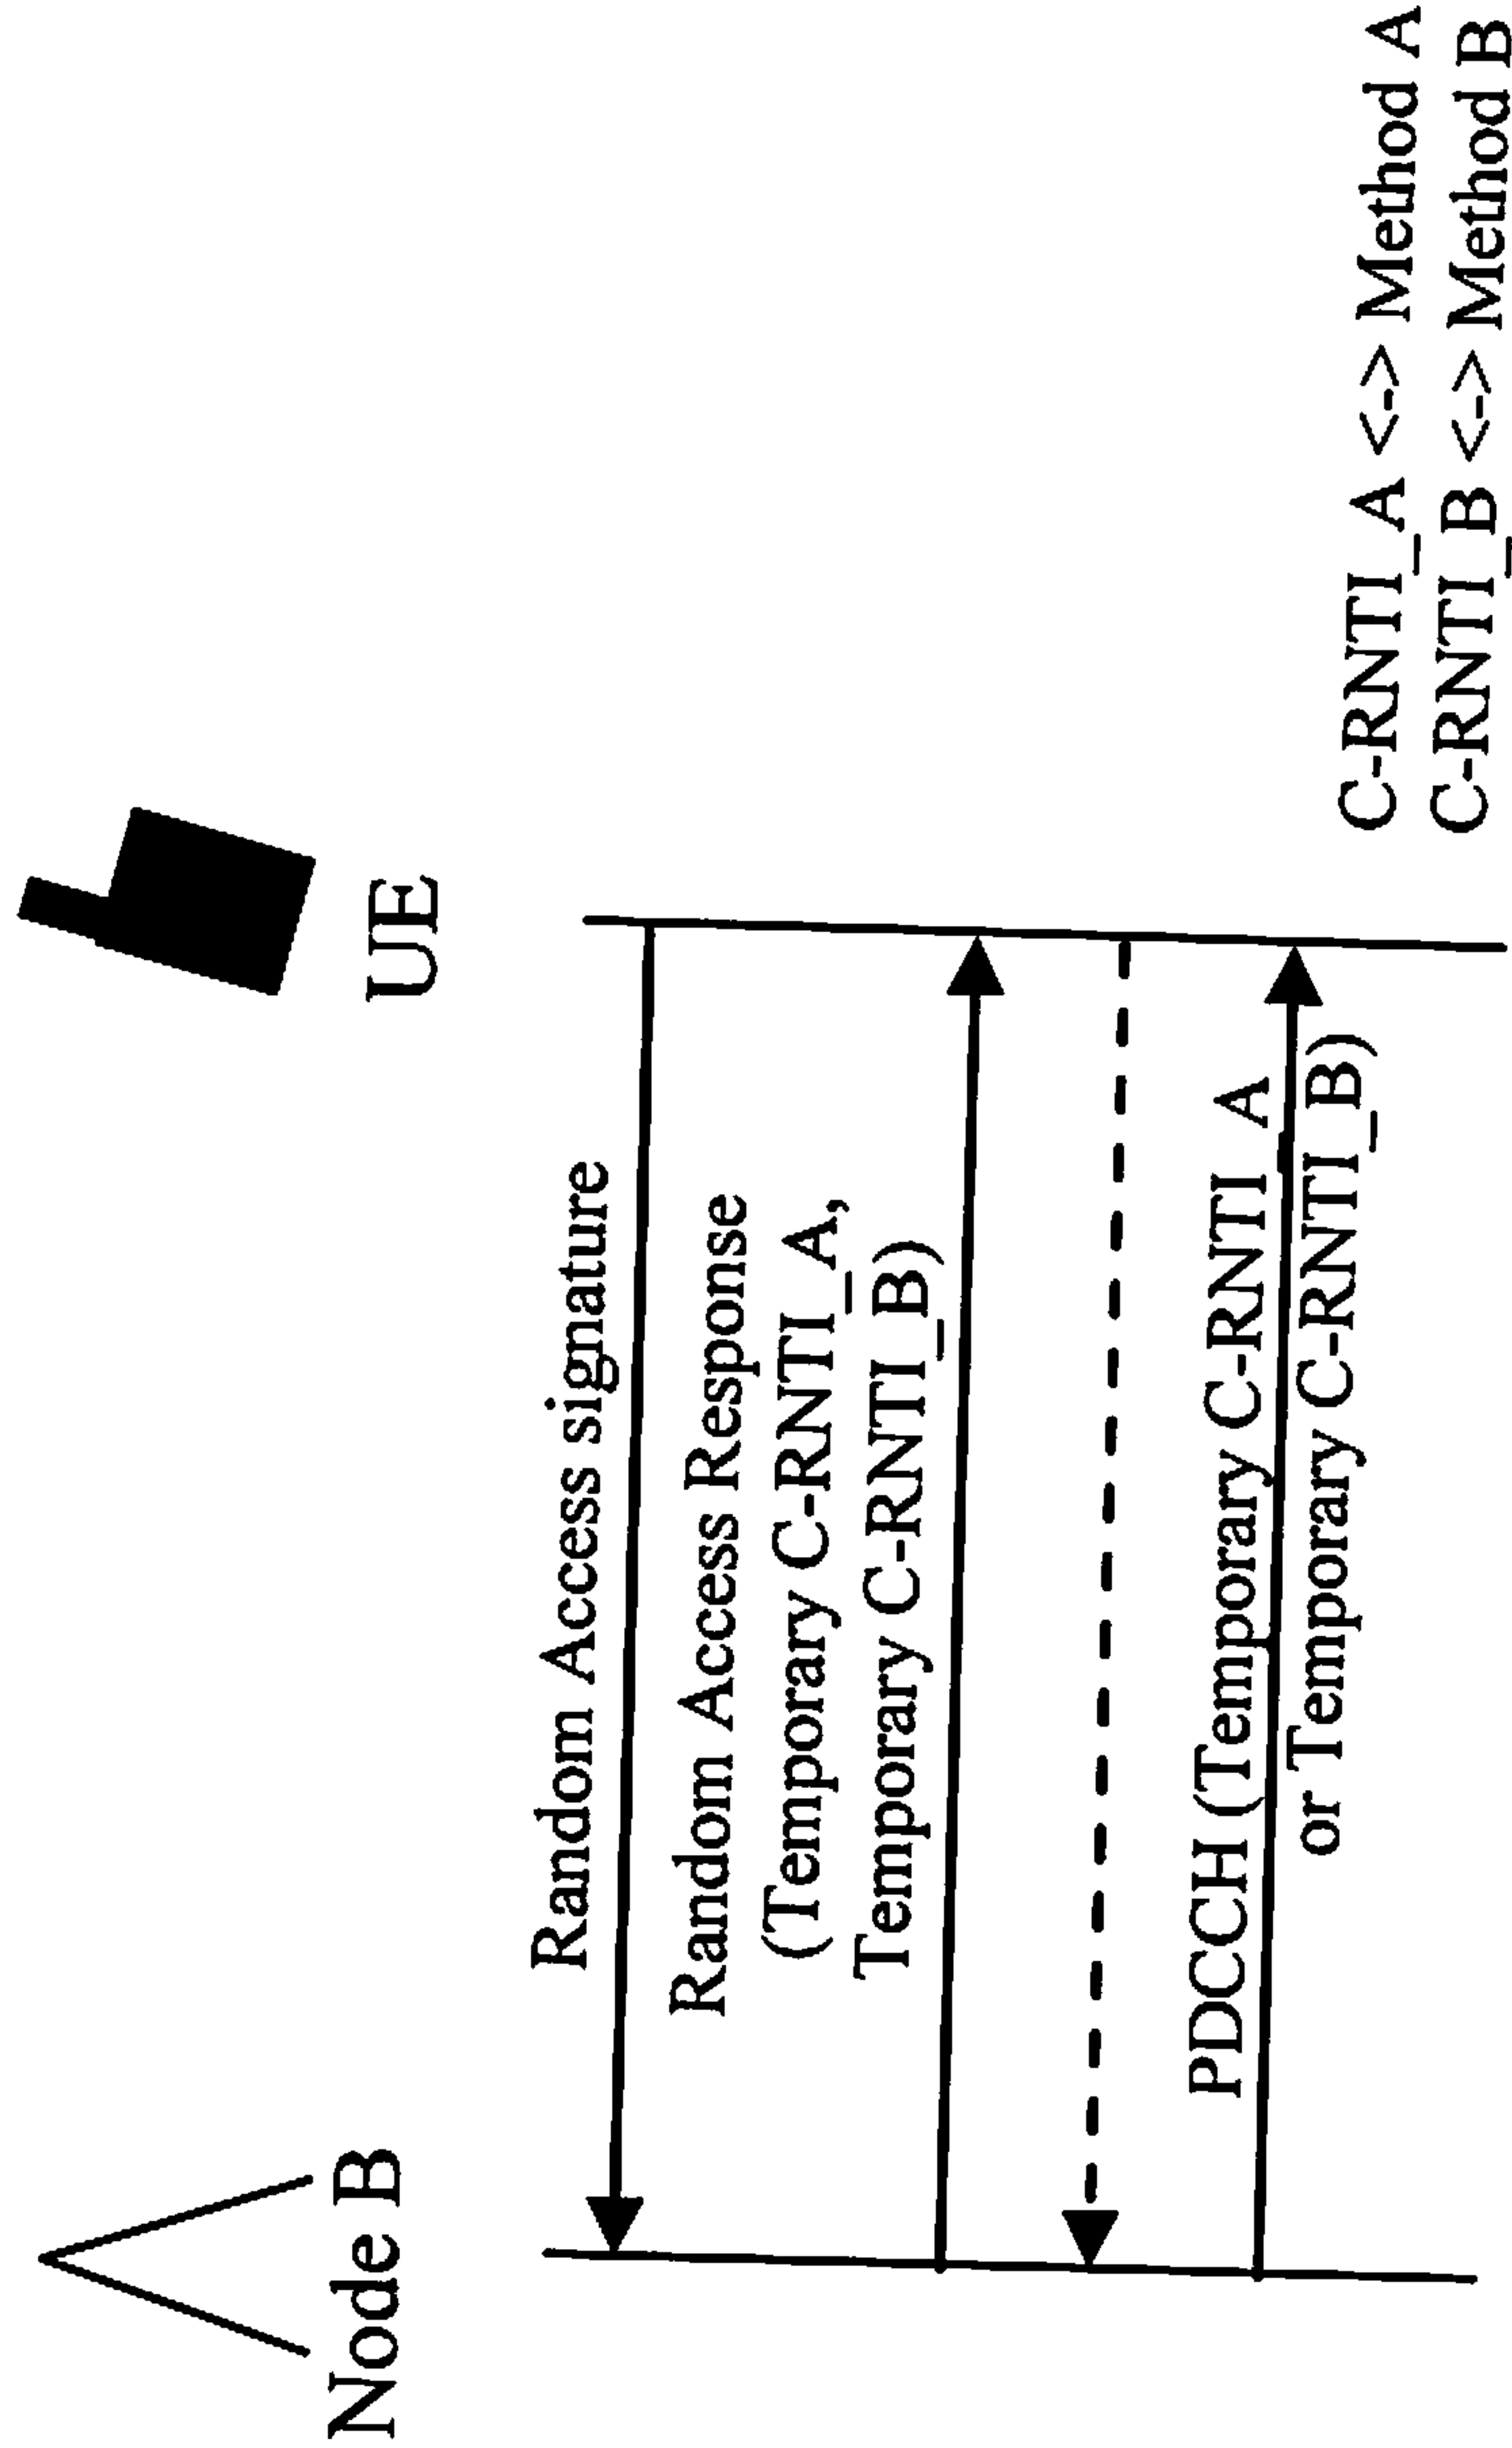 Node B
UE
Random Access signature
Random Access Response
(Temporary C-RNTI_A,
Temporary C-RNTI_B)
PDCCH (Temporary C-RNTI_A
or Temporary C-RNTI_B)
C-RNTI_A <-> Method A
C-RNTI_B <-> Method B